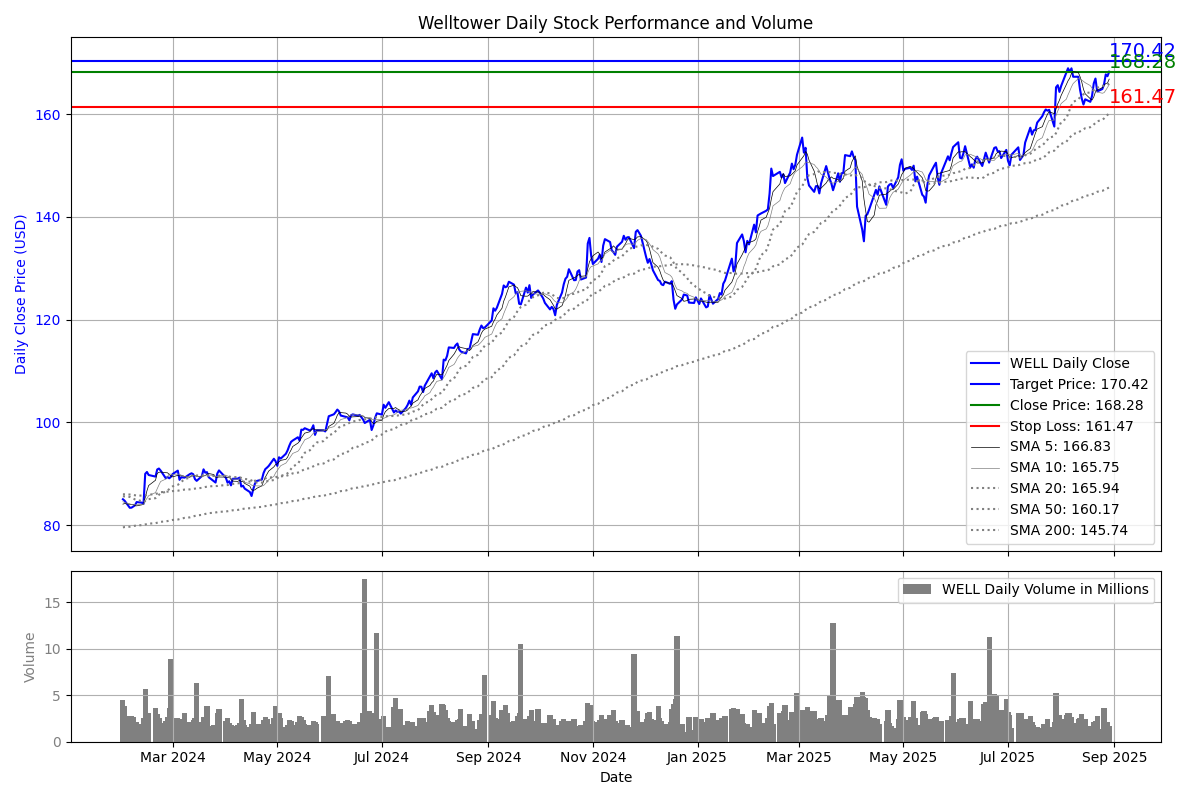 Welltower Daily Stock Performance and Volume
170.42
168.28
161.47
160
140
120
100
80
Daily Close Price (USD)
WELL Daily Close
Target Price: 170.42
Close Price: 168.28
Stop Loss: 161.47
SMA 5: 166.83
SMA 10: 165.75
SMA 20: 165.94
SMA 50: 160.17
SMA 200: 145.74
WELL Daily Volume in Millions
15
10
5
0
Volume
Mar 2024 May 2024 Jul 2024 Sep 2024 Nov 2024 Jan 2025 Mar 2025 May 2025 Jul 2025 Sep 2025
Date